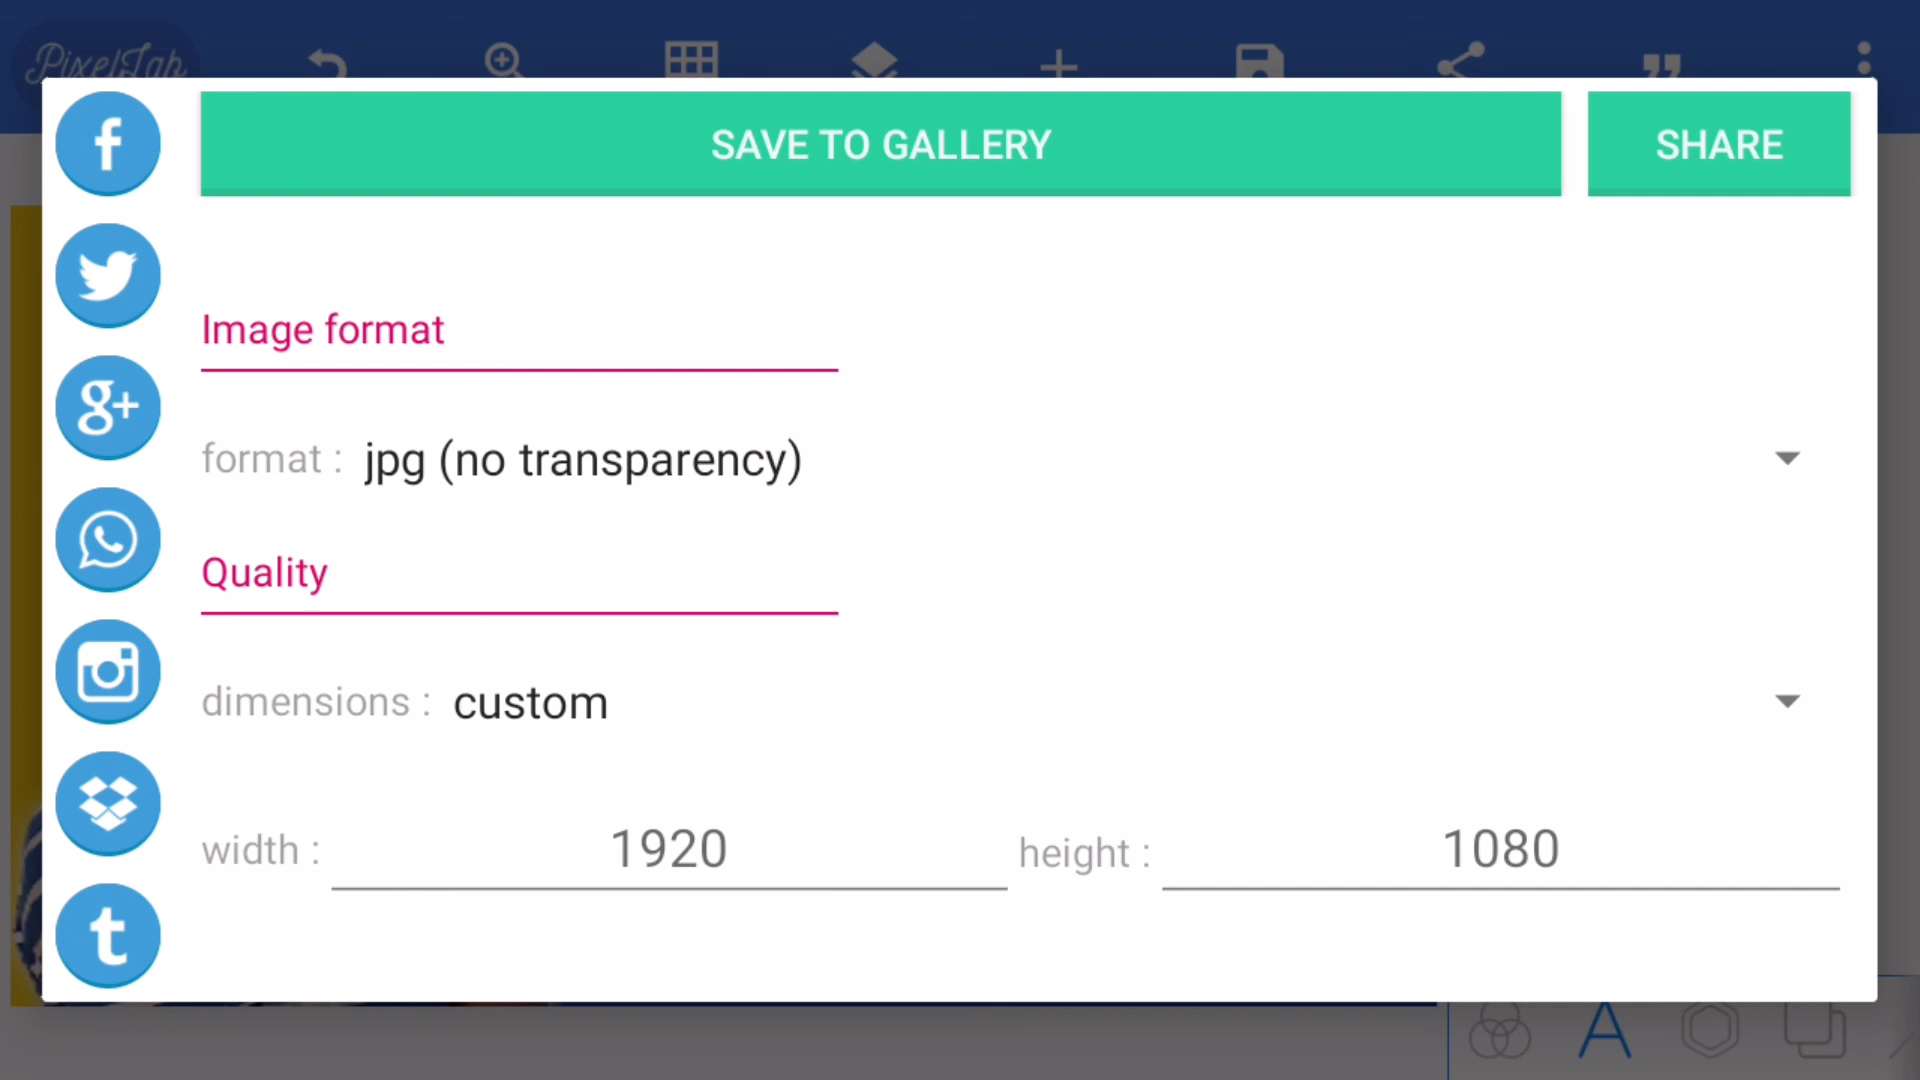 PixelLab
SAVE TO GALLERY
SHARE
Image format
format : jpg (no transparency)
Quality
dimensions : custom
width : 1920 height : 1080